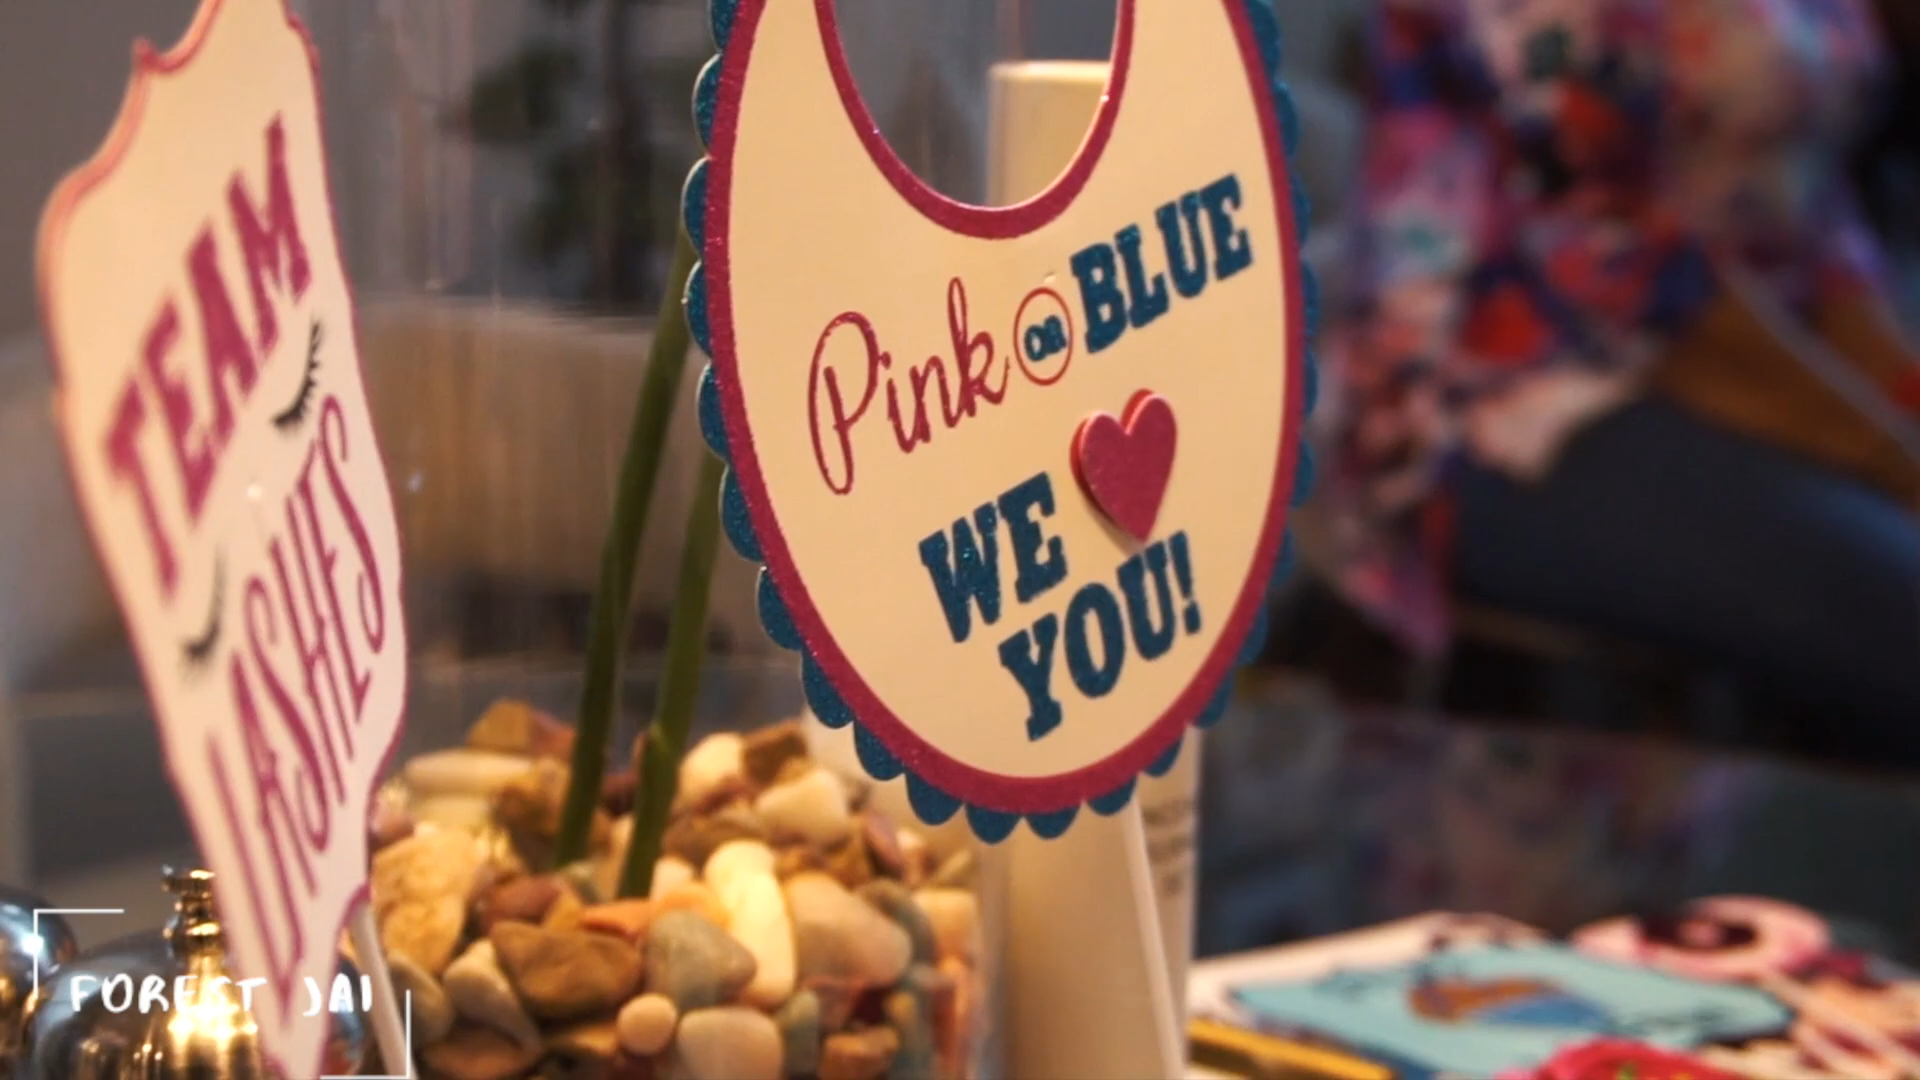 TEAM
LASHES
Pink OR BLUE
WE
YOU!
FOREST JAI